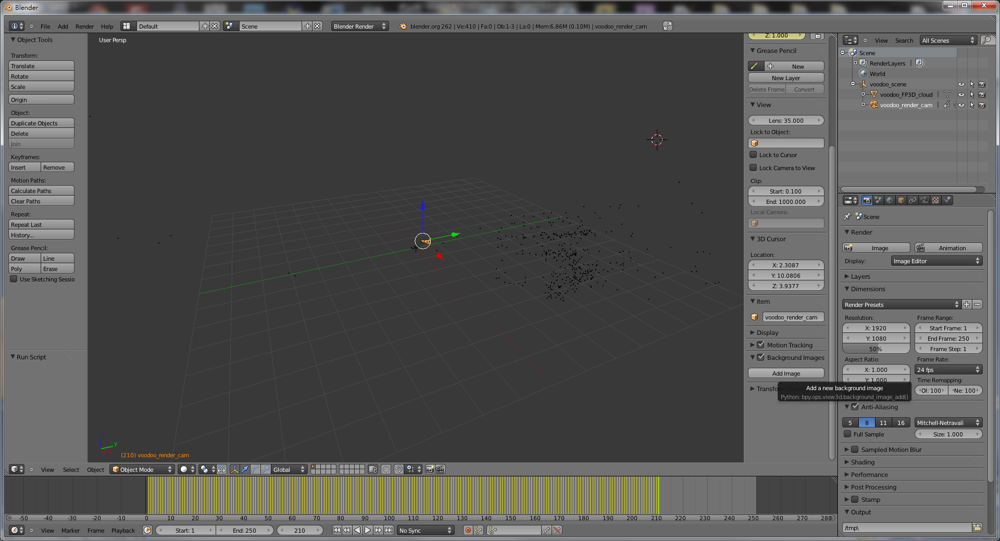 Blender
File Add Render Help Default Scene Blender Render blender.org 262 | Ve:410 | Fa:0 | Ob:1-3 | La:0 | Mem:6.86M (0.10M) | voodoo_render_cam
Object Tools
Transform:
Translate
Rotate
Scale
Origin
Object:
Duplicate Objects
Delete
Join
Keyframes:
Insert Remove
Motion Paths:
Calculate Paths
Clear Paths
Repeat:
Repeat Last
History...
Grease Pencil:
Draw Line
Poly Erase
Use Sketching Sessio
Run Script
User Persp
y
(210) voodoo_render_cam
Z: 1.000
Grease Pencil
New
New Layer
Delete Frame Convert
View
Lens: 35.000
Lock to Object:
Lock to Cursor
Lock Camera to View
Clip:
Start: 0.100
End: 1000.000
Local Camera:
3D Cursor
Location:
X: 2.3087
Y: 10.0806
Z: 3.9377
Item
voodoo_render_cam
Display
Motion Tracking
Background Images
Add Image
Add a new background image
Python: bpy.ops.view3d.background_image_add()
View Search All Scenes
Scene
RenderLayers
World
voodoo_scene
voodoo_FP3D_cloud
voodoo_render_cam
Scene
Render
Image Animation
Display: Image Editor
Layers
Dimensions
Render Presets
Resolution: Frame Range:
X: 1920 Start Frame: 1
Y: 1080 End Frame: 250
50% Frame Step: 1
Aspect Ratio: Frame Rate:
X: 1.000 24 fps
Y: 1.000 Time Remapping:
Ol: 100 Ne: 100
Anti-Aliasing
5 8 11 16 Mitchell-Netravali
Full Sample Size: 1.000
Sampled Motion Blur
Shading
Performance
Post Processing
Stamp
Output
/tmp\
View Select Object Object Mode Global
-50 -40 -30 -20 -10 0 10 20 30 40 50 60 70 80 90 100 110 120 130 140 150 160 170 180 190 200 210 220 230 240 250 260 270 280
View Marker Frame Playback Start: 1 End: 250 210 No Sync